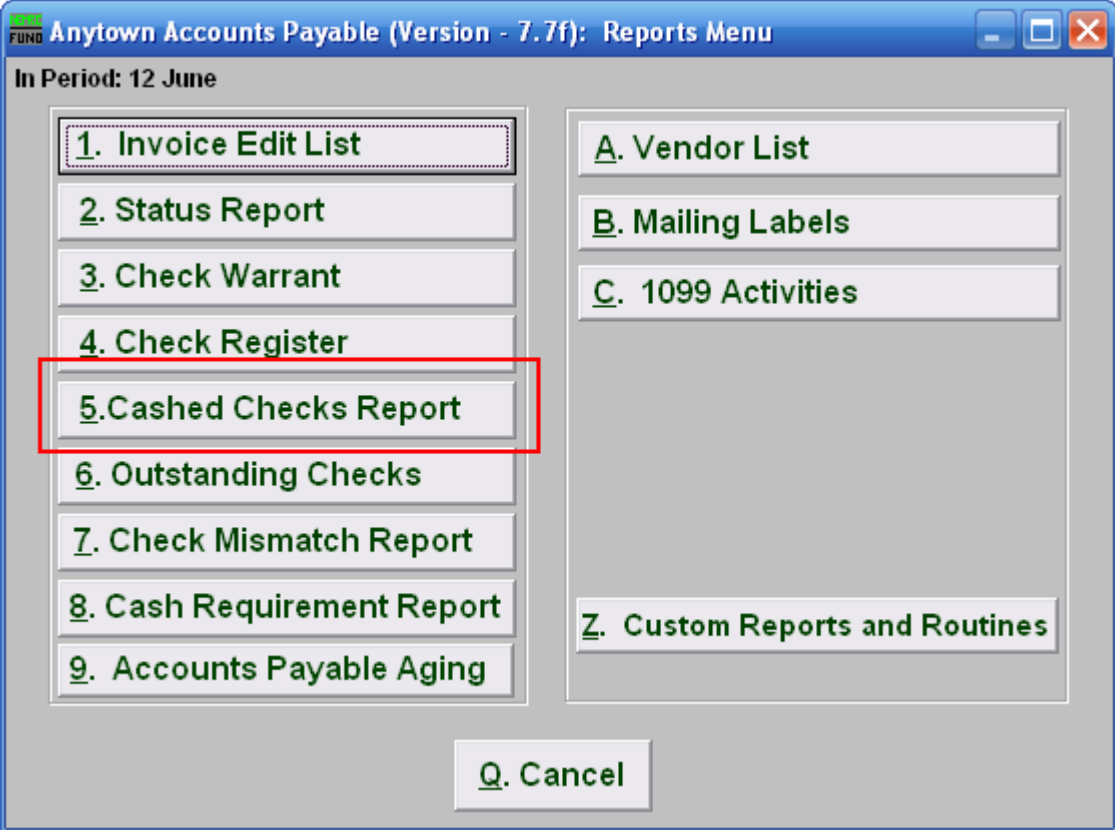 FUND Anytown Accounts Payable (Version - 7.7f): Reports Menu
In Period: 12 June
1. Invoice Edit List
2. Status Report
3. Check Warrant
4. Check Register
5.Cashed Checks Report
6. Outstanding Checks
7. Check Mismatch Report
8. Cash Requirement Report
9. Accounts Payable Aging
A. Vendor List
B. Mailing Labels
C. 1099 Activities
Z. Custom Reports and Routines
Q. Cancel